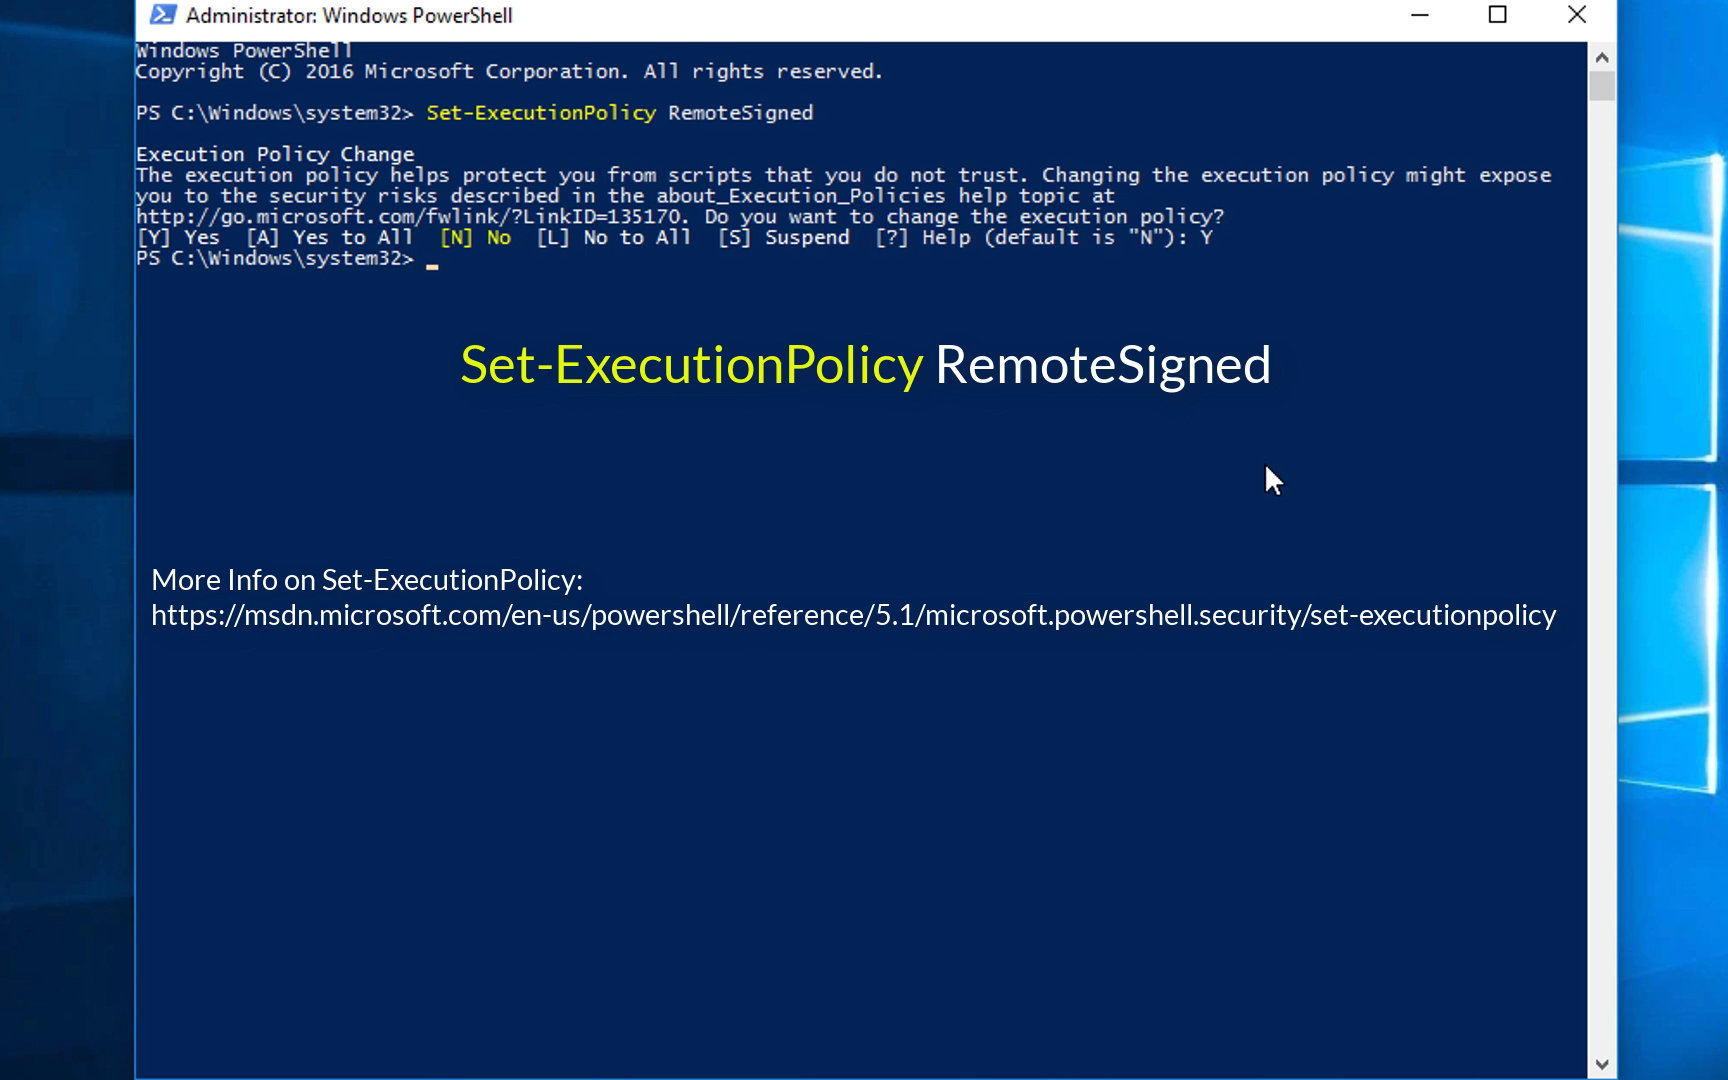 Administrator: Windows PowerShell
Windows PowerShell
Copyright (C) 2016 Microsoft Corporation. All rights reserved.
PS C:\Windows\system32> Set-ExecutionPolicy RemoteSigned
Execution Policy Change
The execution policy helps protect you from scripts that you do not trust. Changing the execution policy might expose
you to the security risks described in the about_Execution_Policies help topic at
http://go.microsoft.com/fwlink/?LinkID=135170. Do you want to change the execution policy?
[Y] Yes  [A] Yes to All  [N] No  [L] No to All  [S] Suspend  [?] Help (default is "N"): Y
PS C:\Windows\system32> _
Set-ExecutionPolicy RemoteSigned
More Info on Set-ExecutionPolicy:
https://msdn.microsoft.com/en-us/powershell/reference/5.1/microsoft.powershell.security/set-executionpolicy